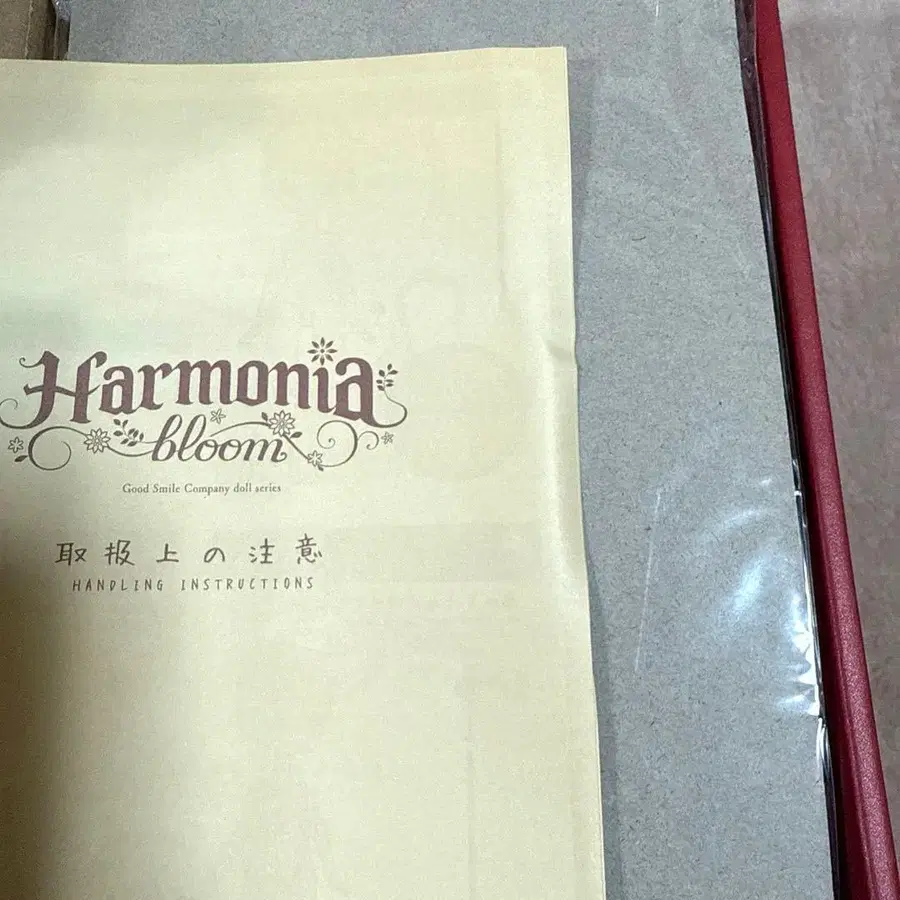 Harmonia
bloom
Good Smile Company doll series
取扱上の注意
HANDLING INSTRUCTIONS